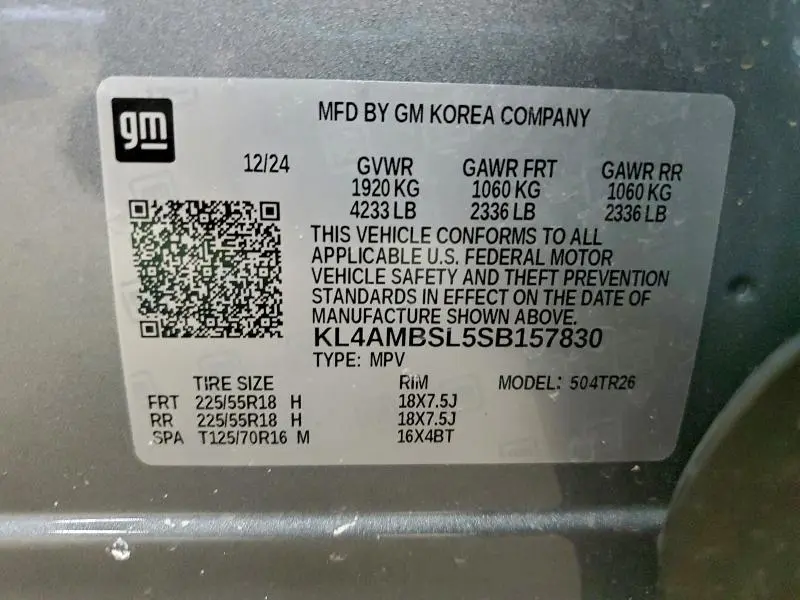 gm
MFD BY GM KOREA COMPANY
12/24 GVWR GAWR FRT GAWR RR
1920 KG 1060 KG 1060 KG
4233 LB 2336 LB 2336 LB
THIS VEHICLE CONFORMS TO ALL
APPLICABLE U.S. FEDERAL MOTOR
VEHICLE SAFETY AND THEFT PREVENTION
STANDARDS IN EFFECT ON THE DATE OF
MANUFACTURE SHOWN ABOVE.
KL4AMBSL5SB157830
TYPE: MPV
TIRE SIZE RIM MODEL: 504TR26
FRT 225/55R18 H 18X7.5J
RR 225/55R18 H 18X7.5J
SPA T125/70R16 M 16X4BT